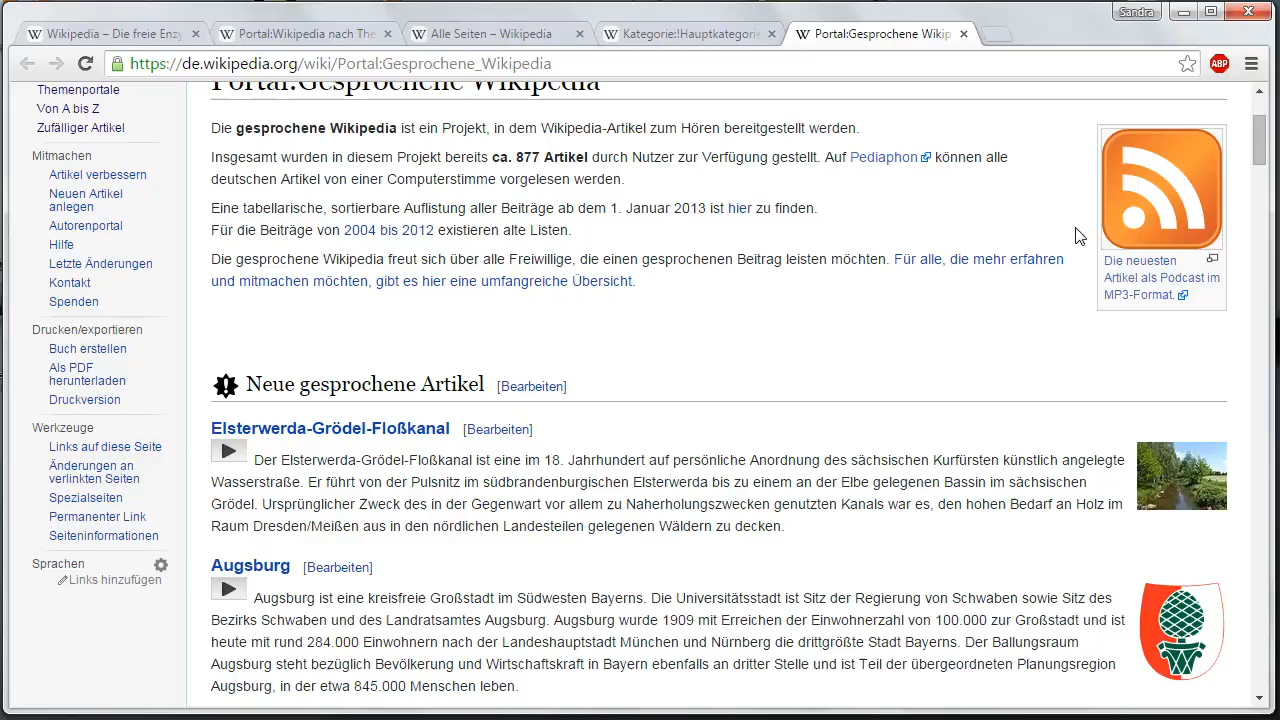 Sandra
Wikipedia – Die freie Enzy
Portal:Wikipedia nach The
Alle Seiten – Wikipedia
Kategorie:!Hauptkategorie
Portal:Gesprochene Wikip
https://de.wikipedia.org/wiki/Portal:Gesprochene_Wikipedia
ABP
Themenportale
Von A bis Z
Zufälliger Artikel
Mitmachen
Artikel verbessern
Neuen Artikel
anlegen
Autorenportal
Hilfe
Letzte Änderungen
Kontakt
Spenden
Drucken/exportieren
Buch erstellen
Als PDF
herunterladen
Druckversion
Werkzeuge
Links auf diese Seite
Änderungen an
verlinkten Seiten
Spezialseiten
Permanenter Link
Seiteninformationen
Sprachen
Links hinzufügen
Portal:Gesprochene Wikipedia
Die gesprochene Wikipedia ist ein Projekt, in dem Wikipedia-Artikel zum Hören bereitgestellt werden.
Insgesamt wurden in diesem Projekt bereits ca. 877 Artikel durch Nutzer zur Verfügung gestellt. Auf Pediaphon können alle
deutschen Artikel von einer Computerstimme vorgelesen werden.
Eine tabellarische, sortierbare Auflistung aller Beiträge ab dem 1. Januar 2013 ist hier zu finden.
Für die Beiträge von 2004 bis 2012 existieren alte Listen.
Die gesprochene Wikipedia freut sich über alle Freiwillige, die einen gesprochenen Beitrag leisten möchten. Für alle, die mehr erfahren
und mitmachen möchten, gibt es hier eine umfangreiche Übersicht.
Die neuesten
Artikel als Podcast im
MP3-Format.
Neue gesprochene Artikel [Bearbeiten]
Elsterwerda-Grödel-Floßkanal [Bearbeiten]
Der Elsterwerda-Grödel-Floßkanal ist eine im 18. Jahrhundert auf persönliche Anordnung des sächsischen Kurfürsten künstlich angelegte
Wasserstraße. Er führt von der Pulsnitz im südbrandenburgischen Elsterwerda bis zu einem an der Elbe gelegenen Bassin im sächsischen
Grödel. Ursprünglicher Zweck des in der Gegenwart vor allem zu Naherholungszwecken genutzten Kanals war es, den hohen Bedarf an Holz im
Raum Dresden/Meißen aus in den nördlichen Landesteilen gelegenen Wäldern zu decken.
Augsburg [Bearbeiten]
Augsburg ist eine kreisfreie Großstadt im Südwesten Bayerns. Die Universitätsstadt ist Sitz der Regierung von Schwaben sowie Sitz des
Bezirks Schwaben und des Landratsamtes Augsburg. Augsburg wurde 1909 mit Erreichen der Einwohnerzahl von 100.000 zur Großstadt und ist
heute mit rund 284.000 Einwohnern nach der Landeshauptstadt München und Nürnberg die drittgrößte Stadt Bayerns. Der Ballungsraum
Augsburg steht bezüglich Bevölkerung und Wirtschaftskraft in Bayern ebenfalls an dritter Stelle und ist Teil der übergeordneten Planungsregion
Augsburg, in der etwa 845.000 Menschen leben.